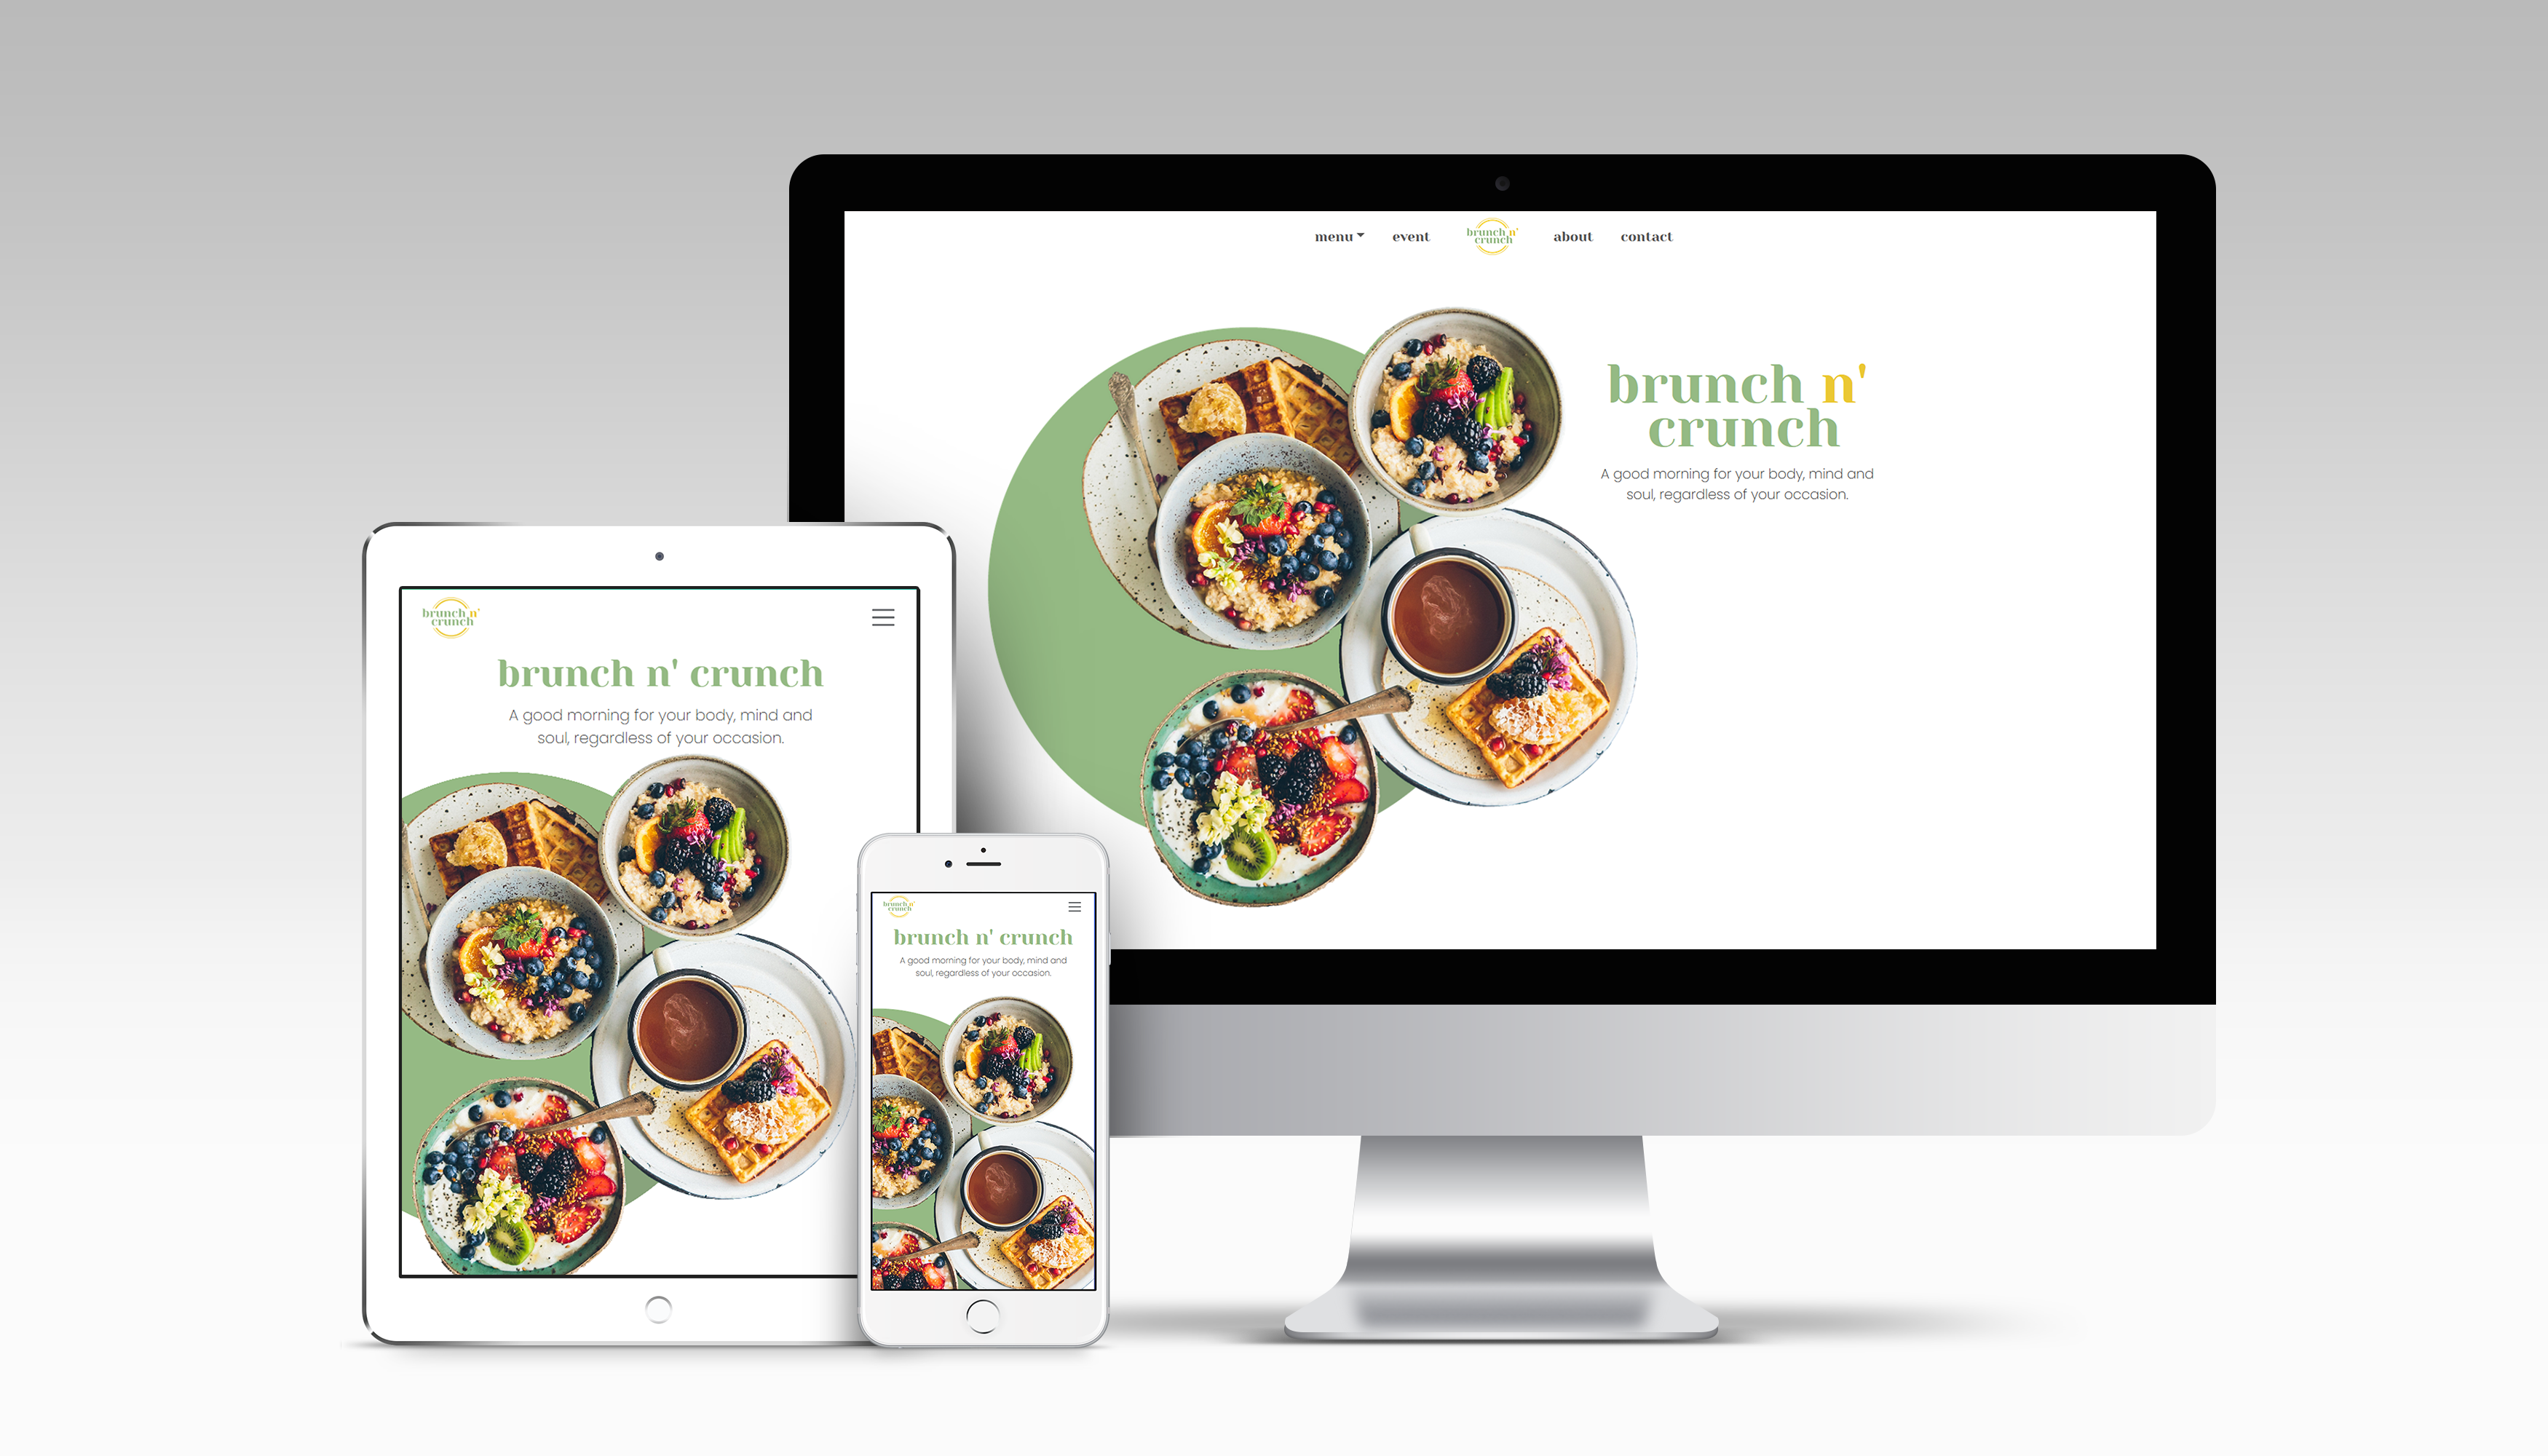 menu event brunch n' about contact
crunch
brunch n'
crunch
A good morning for your body, mind and
soul, regardless of your occasion.
brunch n'
crunch
brunch n' crunch
A good morning for your body, mind and
soul, regardless of your occasion.
brunch n'
crunch
brunch n' crunch
A good morning for your body, mind and
soul, regardless of your occasion.